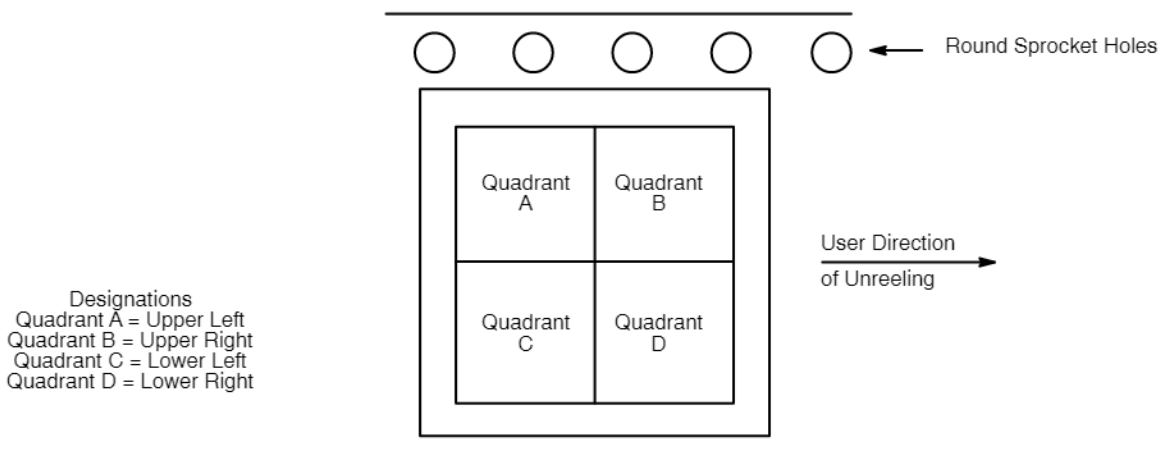 Round Sprocket Holes
Quadrant
A
Quadrant
B
User Direction
of Unreeling
Designations
Quadrant A = Upper Left
Quadrant B = Upper Right
Quadrant C = Lower Left
Quadrant D = Lower Right
Quadrant
C
Quadrant
D